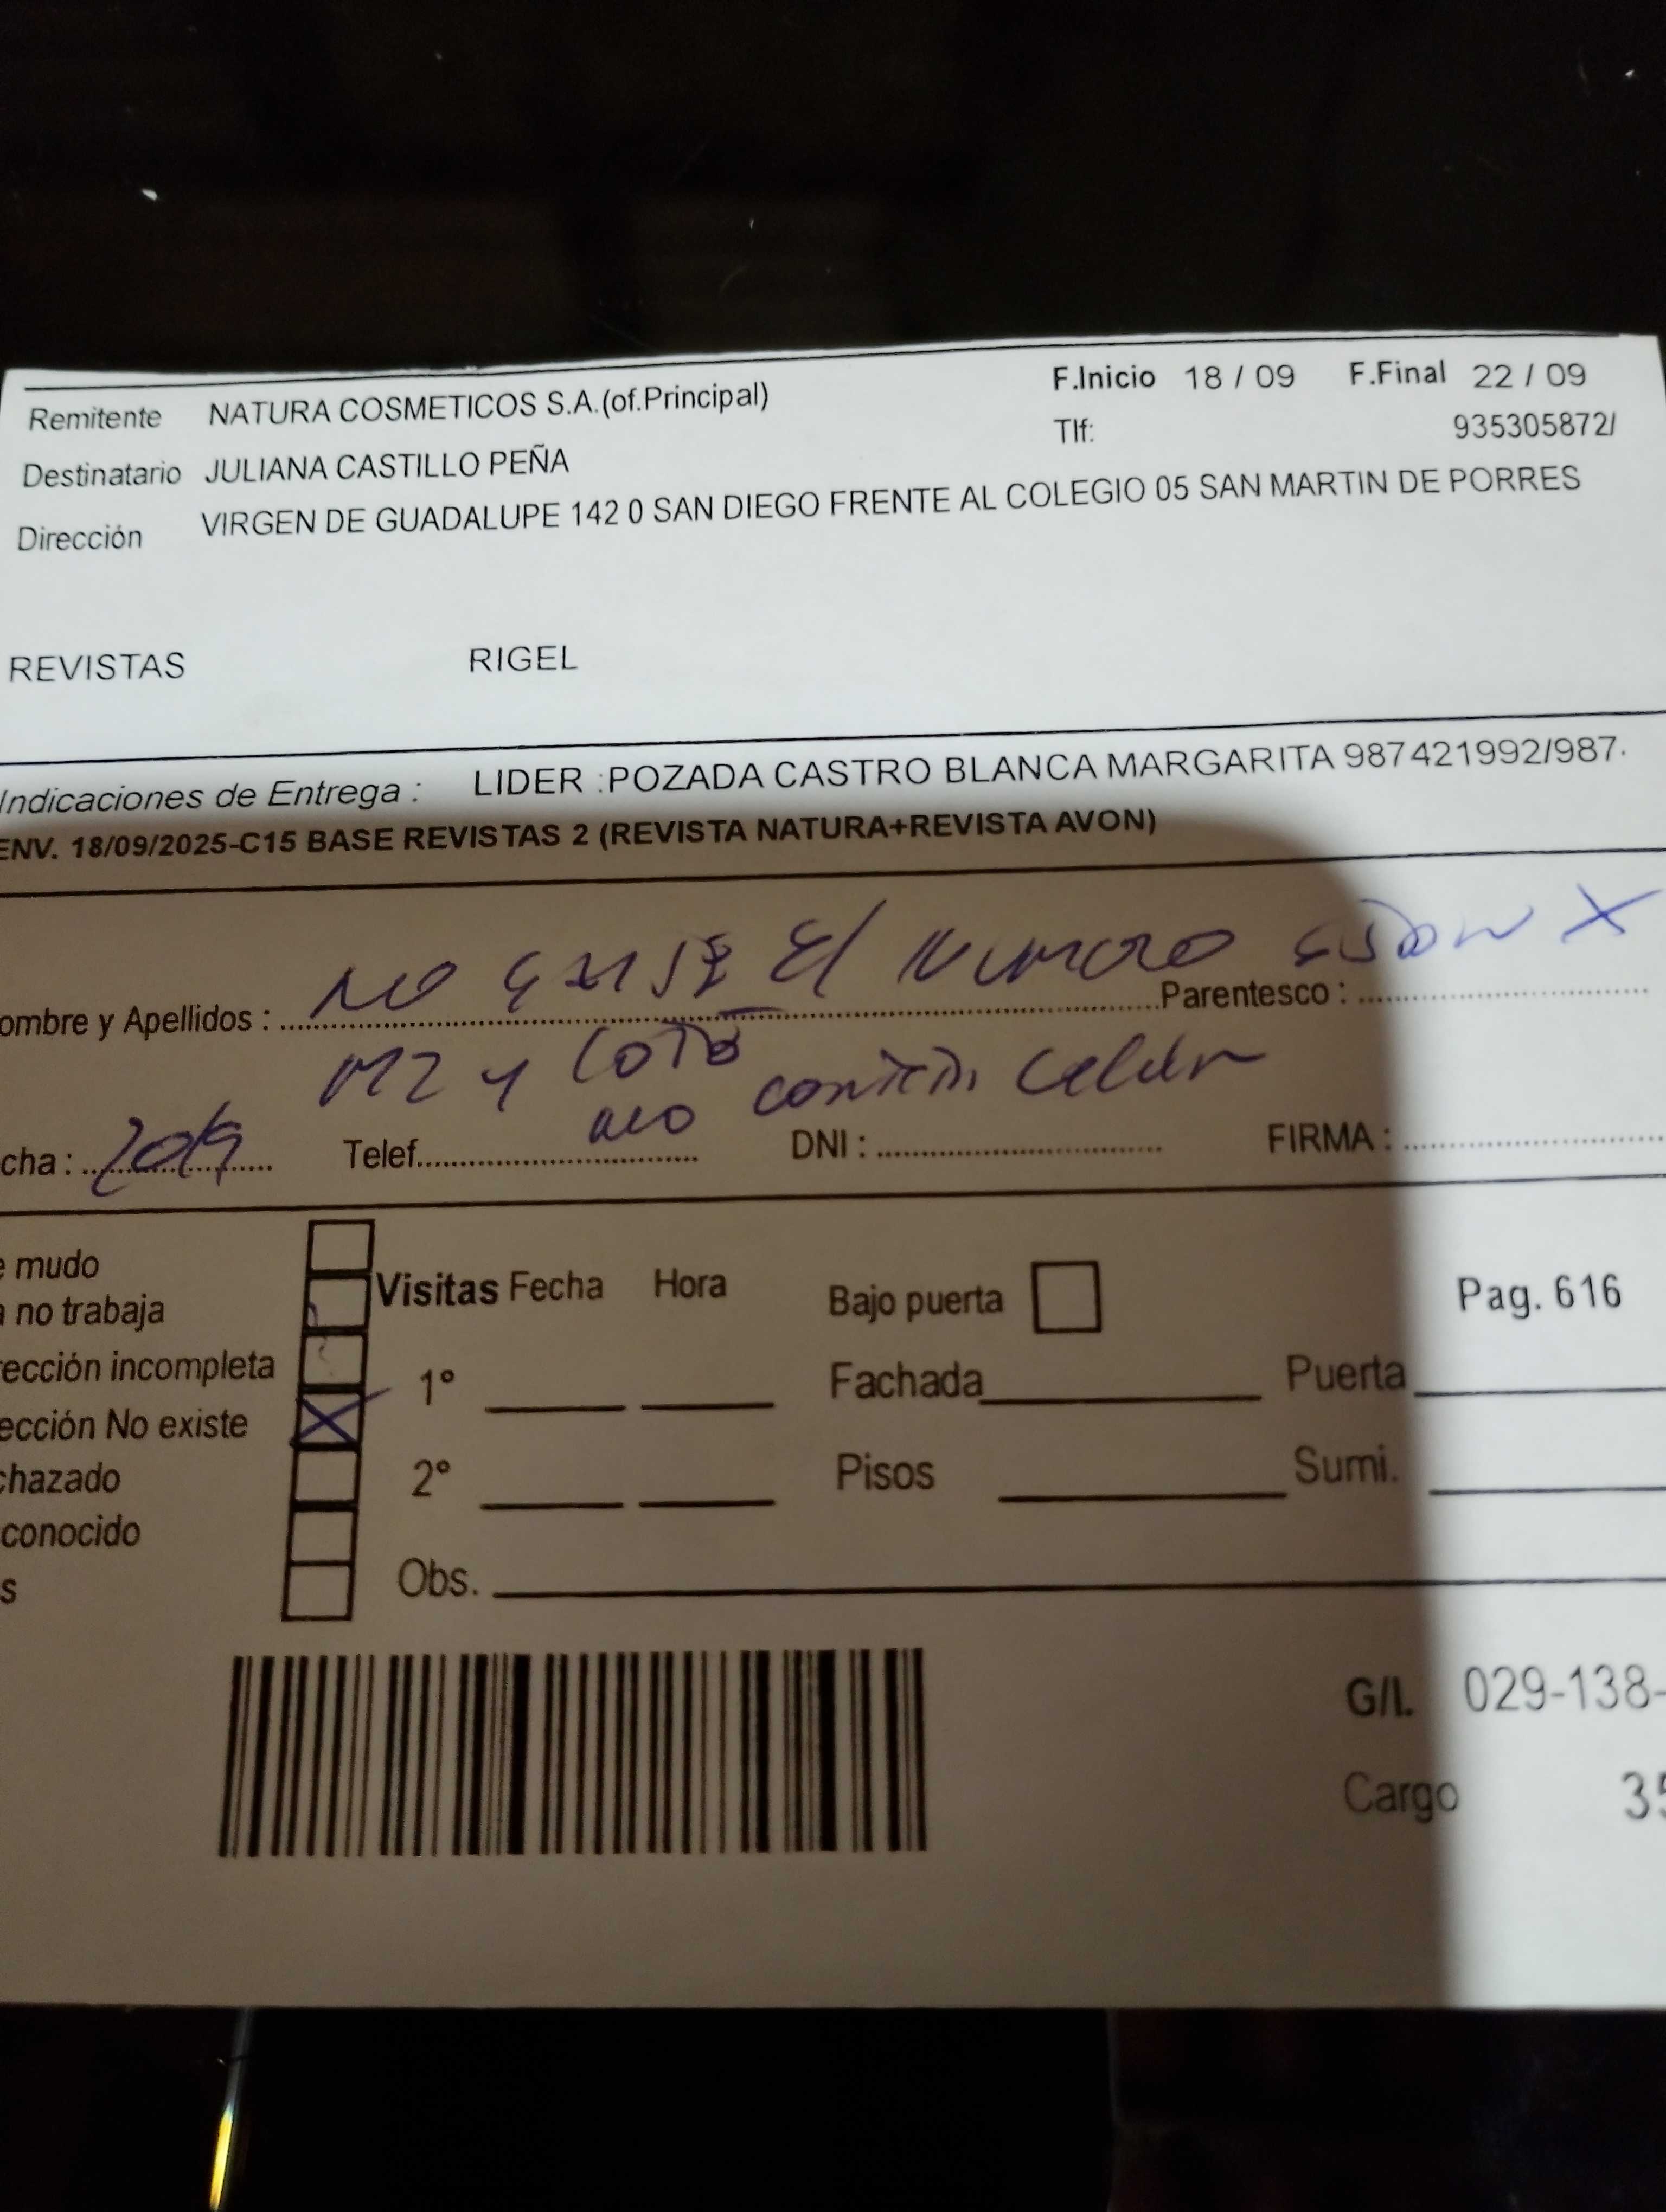 Remitente NATURA COSMETICOS S.A.(of.Principal) F.Inicio 18 / 09 F.Final 22 / 09
Tlf: 935305872/
Destinatario JULIANA CASTILLO PEÑA
Dirección VIRGEN DE GUADALUPE 142 0 SAN DIEGO FRENTE AL COLEGIO 05 SAN MARTIN DE PORRES
REVISTAS RIGEL
Indicaciones de Entrega : LIDER :POZADA CASTRO BLANCA MARGARITA 987421992/987.
ENV. 18/09/2025-C15 BASE REVISTAS 2 (REVISTA NATURA+REVISTA AVON)
NO EXISTE El NUMERO ESTAN X
ombre y Apellidos : Parentesco :
MZ y LOTE
NO contestan Celular
cha : Telef. DNI : FIRMA :
e mudo
a no trabaja
rección incompleta
ección No existe X
chazado
conocido
s
Visitas Fecha Hora Bajo puerta Pag. 616
1° Fachada Puerta
2° Pisos Sumi.
Obs.
G/I. 029-138-
Cargo 35